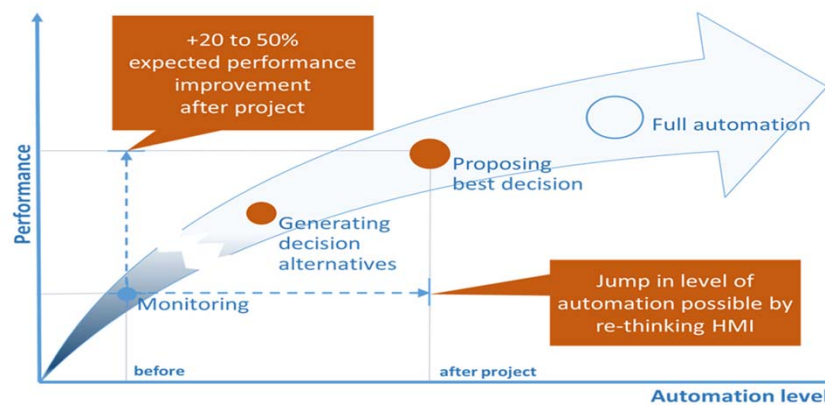 +20 to 50%
expected performance
improvement
after project
Performance
Full automation
Proposing
best decision
Generating
decision
alternatives
Monitoring
Jump in level of
automation possible by
re-thinking HMI
before
after project
Automation level